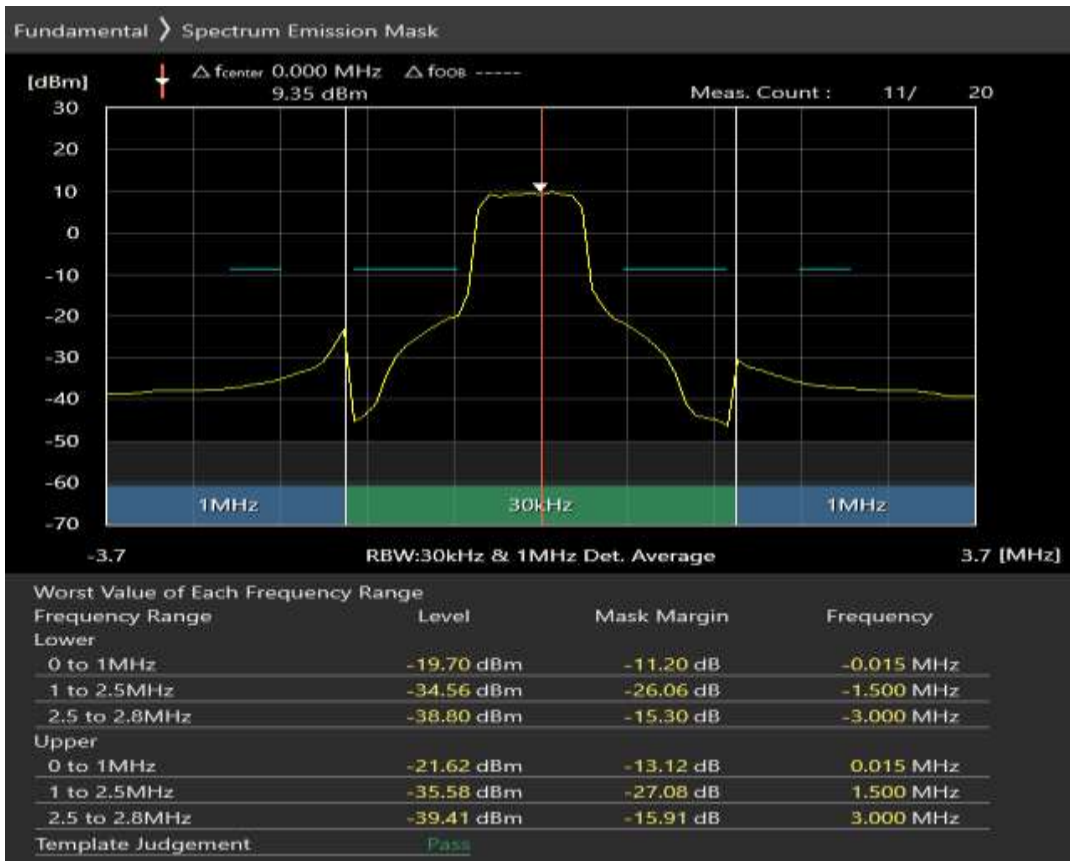 Fundamental 〉 Spectrum Emission Mask
[dBm] △ fcenter 0.000 MHz △ fOOB -----
9.35 dBm Meas. Count : 11/ 20
30
20
10
0
-10
-20
-30
-40
-50
-60
1MHz 30kHz 1MHz
-70
-3.7 RBW:30kHz & 1MHz Det. Average 3.7 [MHz]
Worst Value of Each Frequency Range
Frequency Range Level Mask Margin Frequency
Lower
0 to 1MHz -19.70 dBm -11.20 dB -0.015 MHz
1 to 2.5MHz -34.56 dBm -26.06 dB -1.500 MHz
2.5 to 2.8MHz -38.80 dBm -15.30 dB -3.000 MHz
Upper
0 to 1MHz -21.62 dBm -13.12 dB 0.015 MHz
1 to 2.5MHz -35.58 dBm -27.08 dB 1.500 MHz
2.5 to 2.8MHz -39.41 dBm -15.91 dB 3.000 MHz
Template Judgement Pass